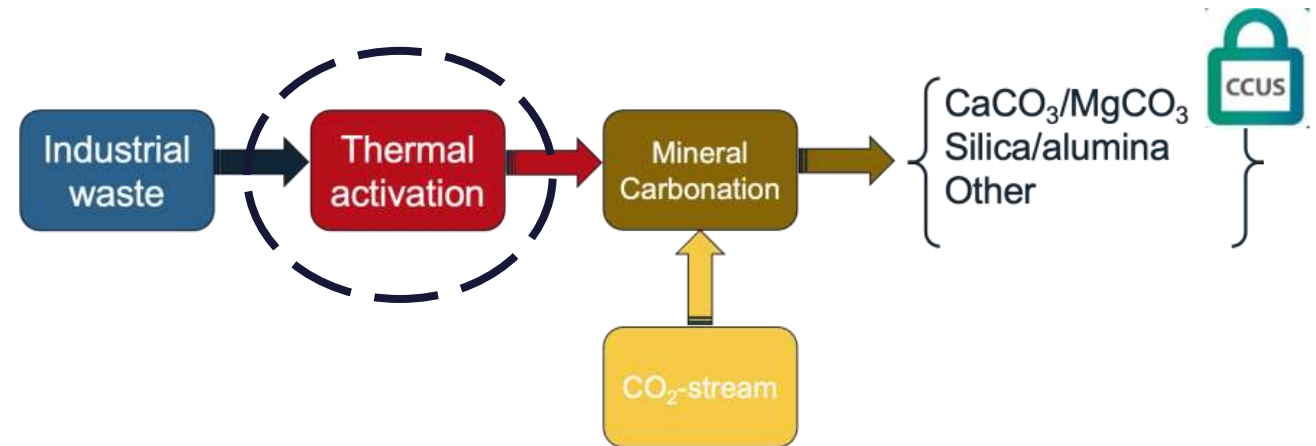 Industrial
waste
Thermal
activation
Mineral
Carbonation
CO₂-stream
CaCO₃/MgCO₃
Silica/alumina
Other
CCUS